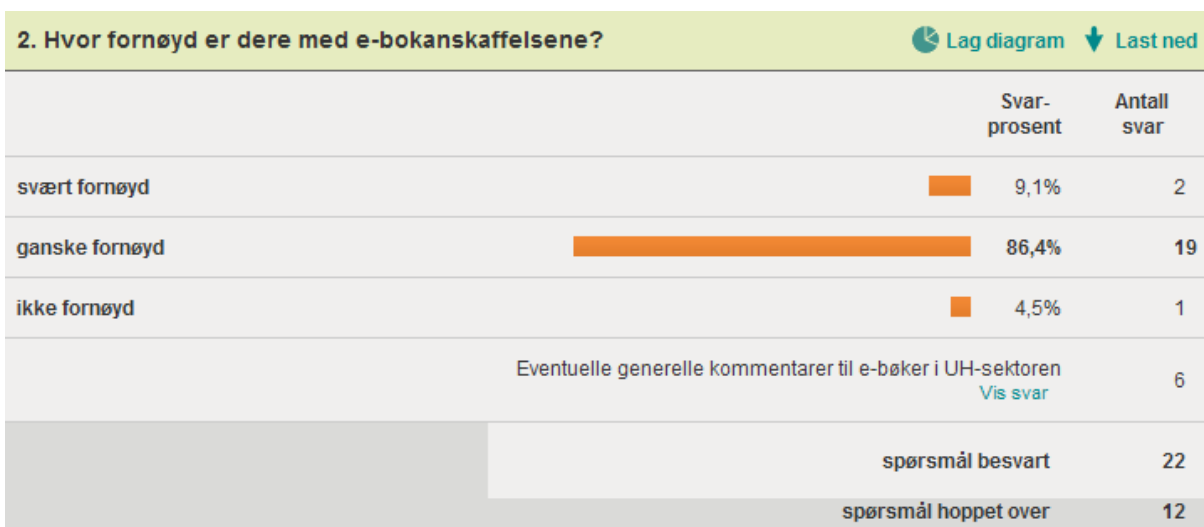 2. Hvor fornøyd er dere med e-bokanskaffelsene? Lag diagram Last ned
Svar-
prosent
Antall
svar
svært fornøyd 9,1% 2
ganske fornøyd 86,4% 19
ikke fornøyd 4,5% 1
Eventuelle generelle kommentarer til e-bøker i UH-sektoren 6
Vis svar
spørsmål besvart 22
spørsmål hoppet over 12